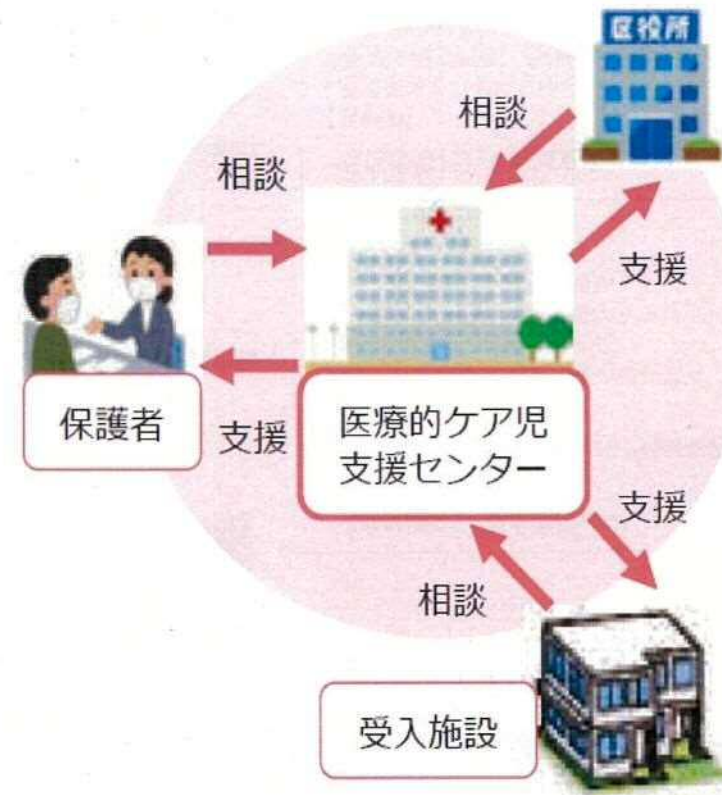 区役所
相談
相談
支援
保護者
支援
医療的ケア児
支援センター
支援
相談
受入施設